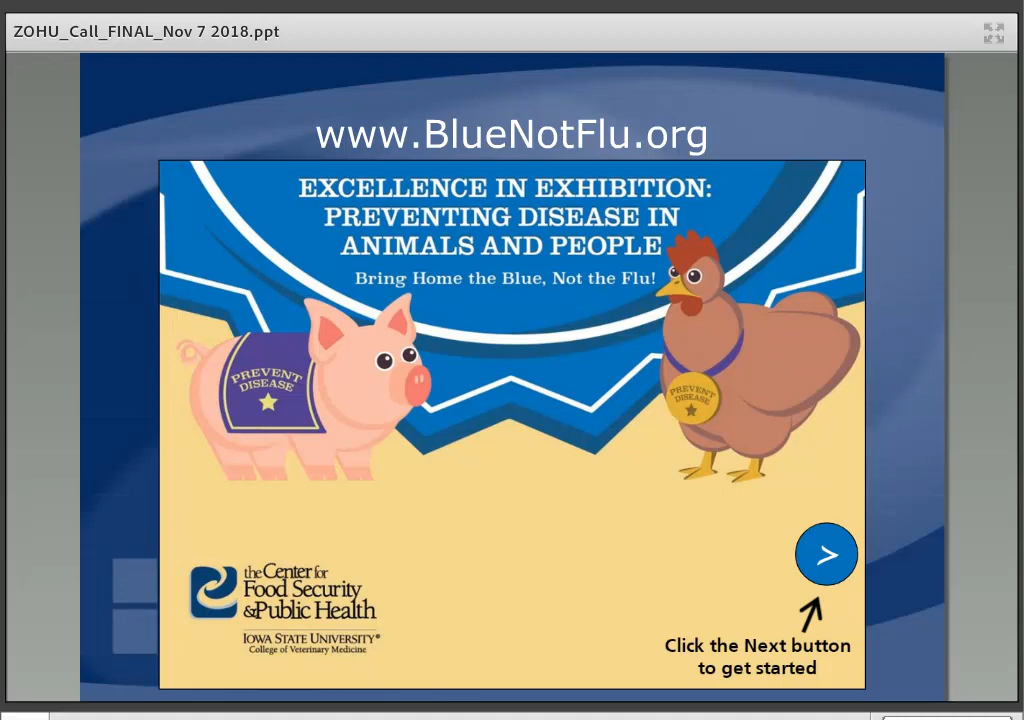 ZOHU_Call_FINAL_Nov 7 2018.ppt
www.BlueNotFlu.org
EXCELLENCE IN EXHIBITION:
PREVENTING DISEASE IN
ANIMALS AND PEOPLE
Bring Home the Blue, Not the Flu!
PREVENT
DISEASE
PREVENT
DISEASE
>
the Center for
Food Security
& Public Health
IOWA STATE UNIVERSITY®
College of Veterinary Medicine
Click the Next button
to get started